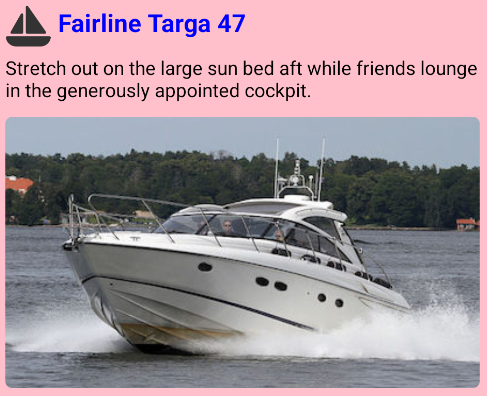 Fairline Targa 47
Stretch out on the large sun bed aft while friends lounge
in the generously appointed cockpit.